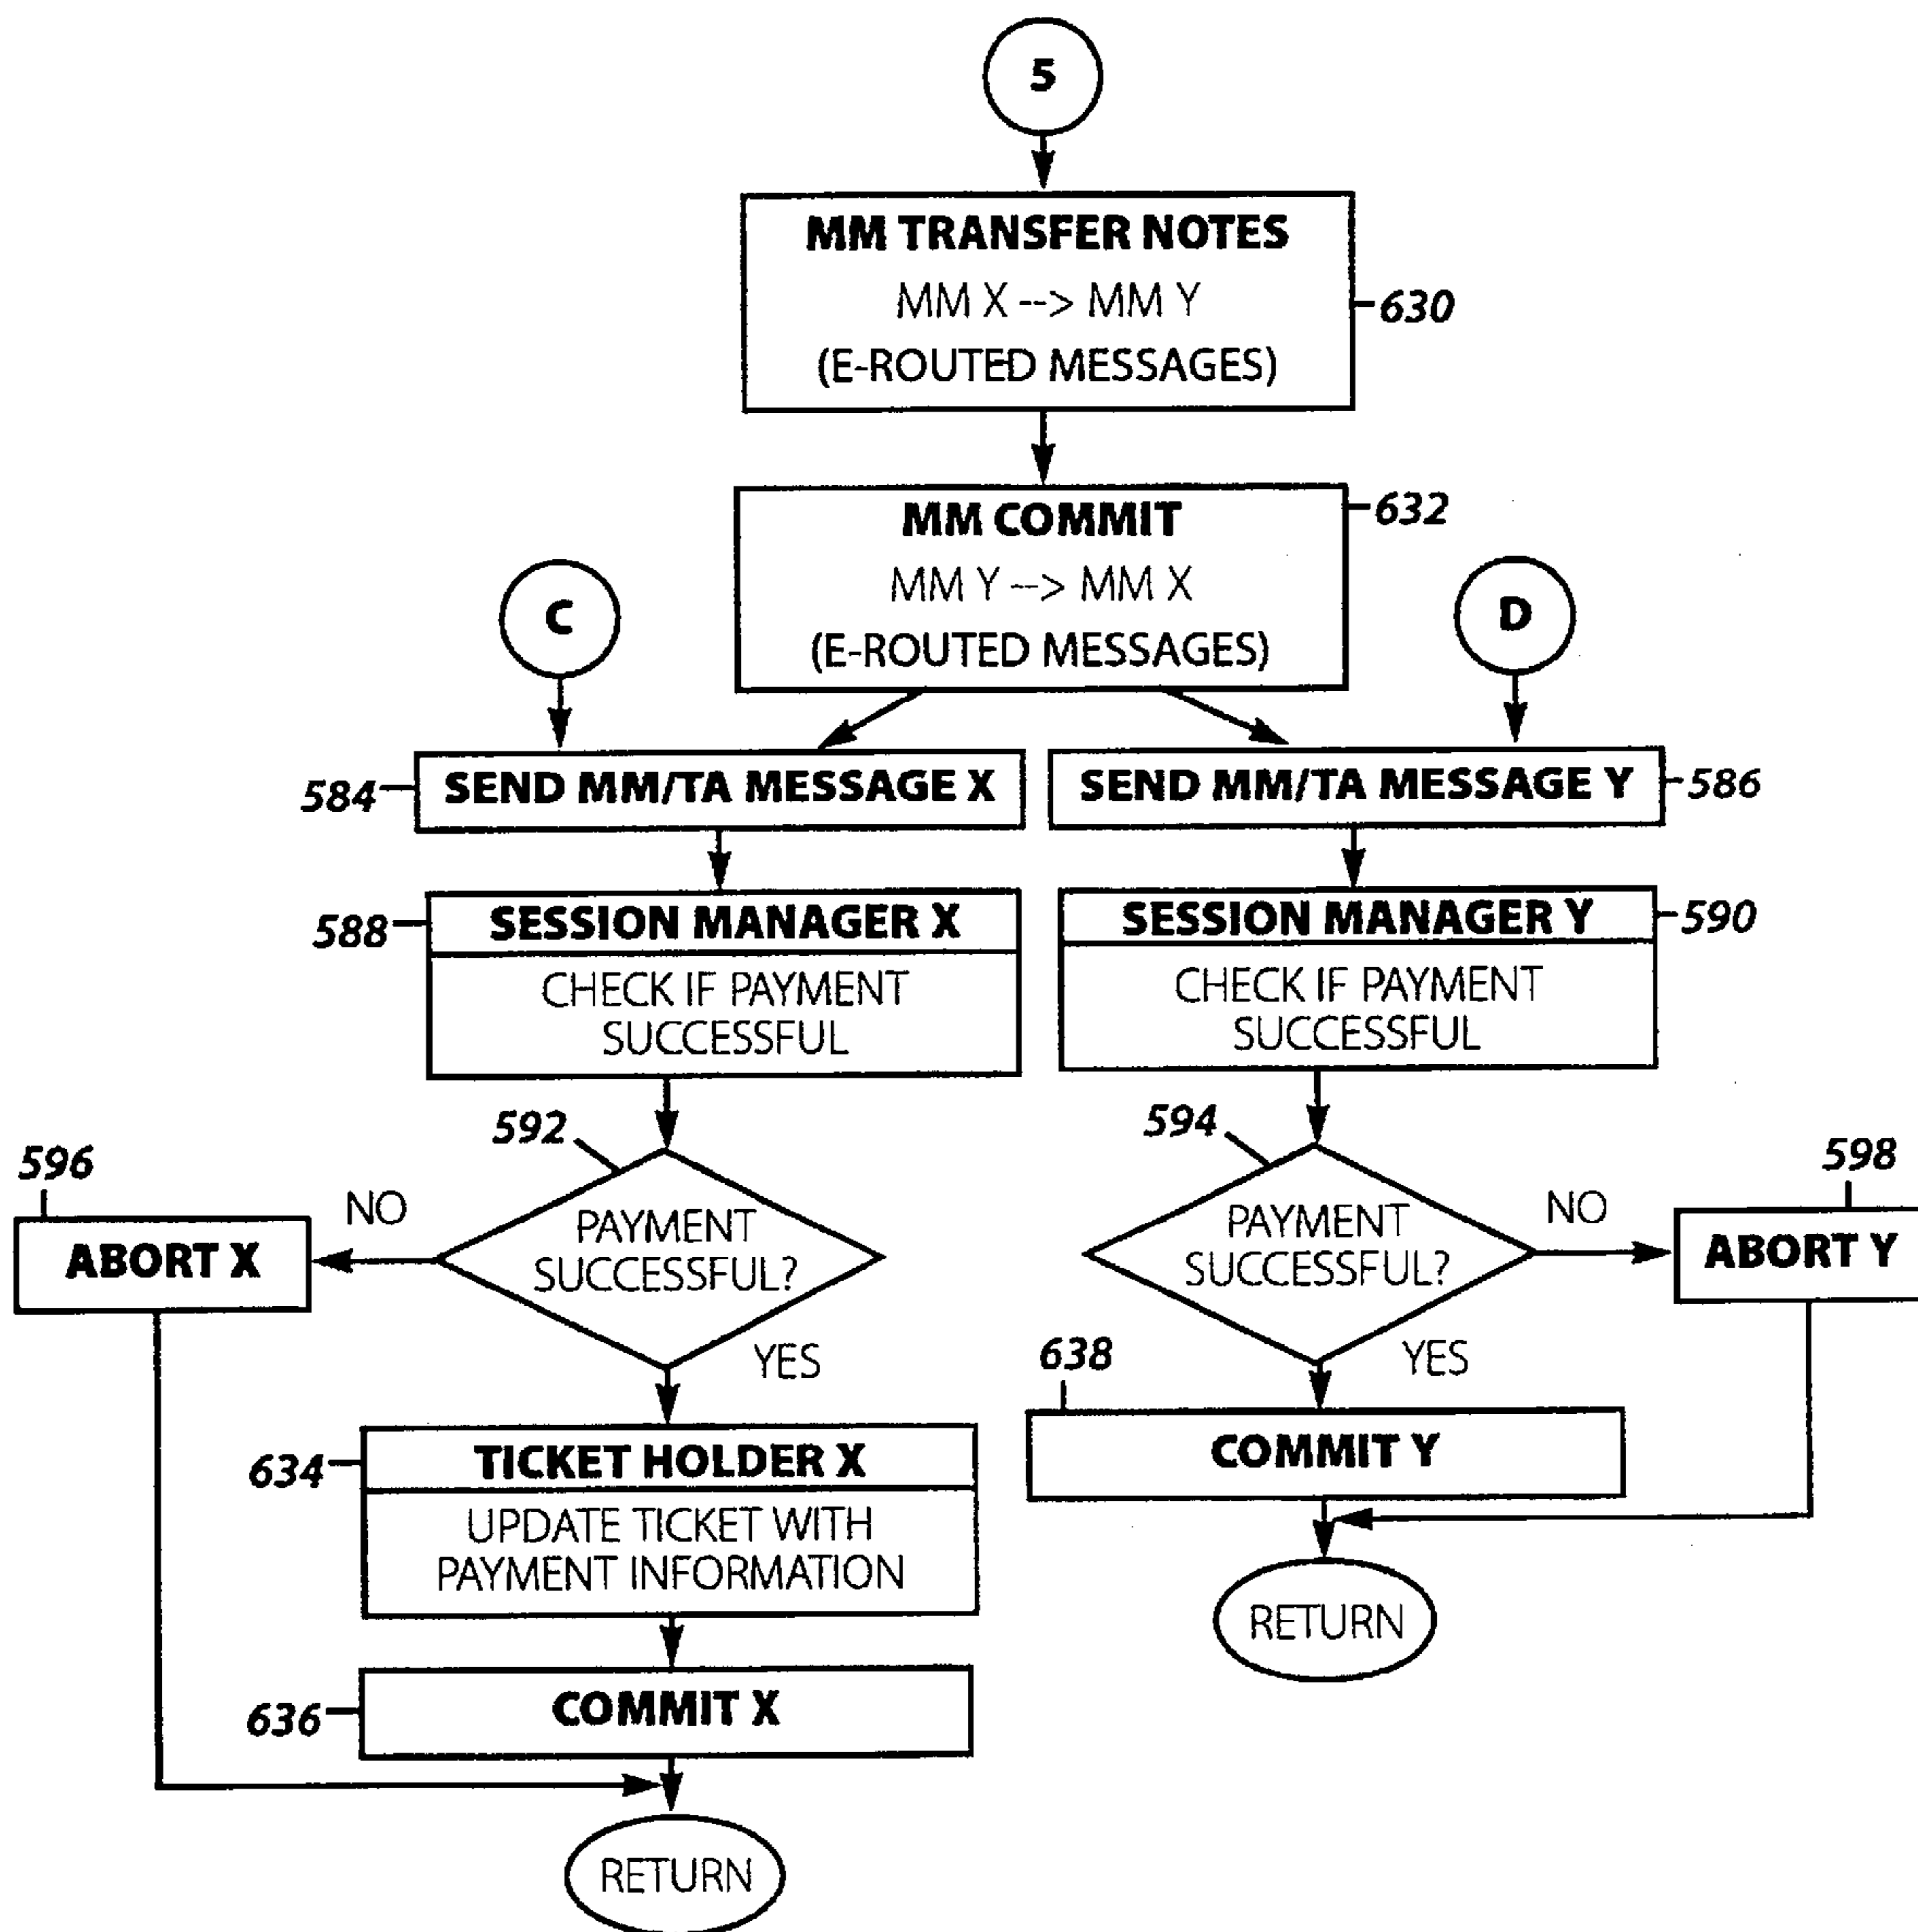 5
MM TRANSFER NOTES
MM X --> MM Y
(E-ROUTED MESSAGES)
630
MM COMMIT
MM Y --> MM X
(E-ROUTED MESSAGES)
632
C
D
584
SEND MM/TA MESSAGE X
SEND MM/TA MESSAGE Y
586
588
SESSION MANAGER X
CHECK IF PAYMENT
SUCCESSFUL
SESSION MANAGER Y
CHECK IF PAYMENT
SUCCESSFUL
590
592
PAYMENT
SUCCESSFUL?
NO
YES
596
ABORT X
594
PAYMENT
SUCCESSFUL?
NO
YES
598
ABORT Y
634
TICKET HOLDER X
UPDATE TICKET WITH
PAYMENT INFORMATION
638
COMMIT Y
RETURN
636
COMMIT X
RETURN